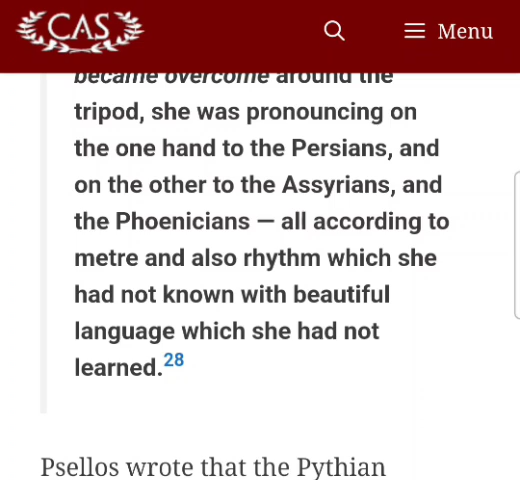 CAS
Menu
became overcome around the
tripod, she was pronouncing on
the one hand to the Persians, and
on the other to the Assyrians, and
the Phoenicians — all according to
metre and also rhythm which she
had not known with beautiful
language which she had not
learned.28
Psellos wrote that the Pythian